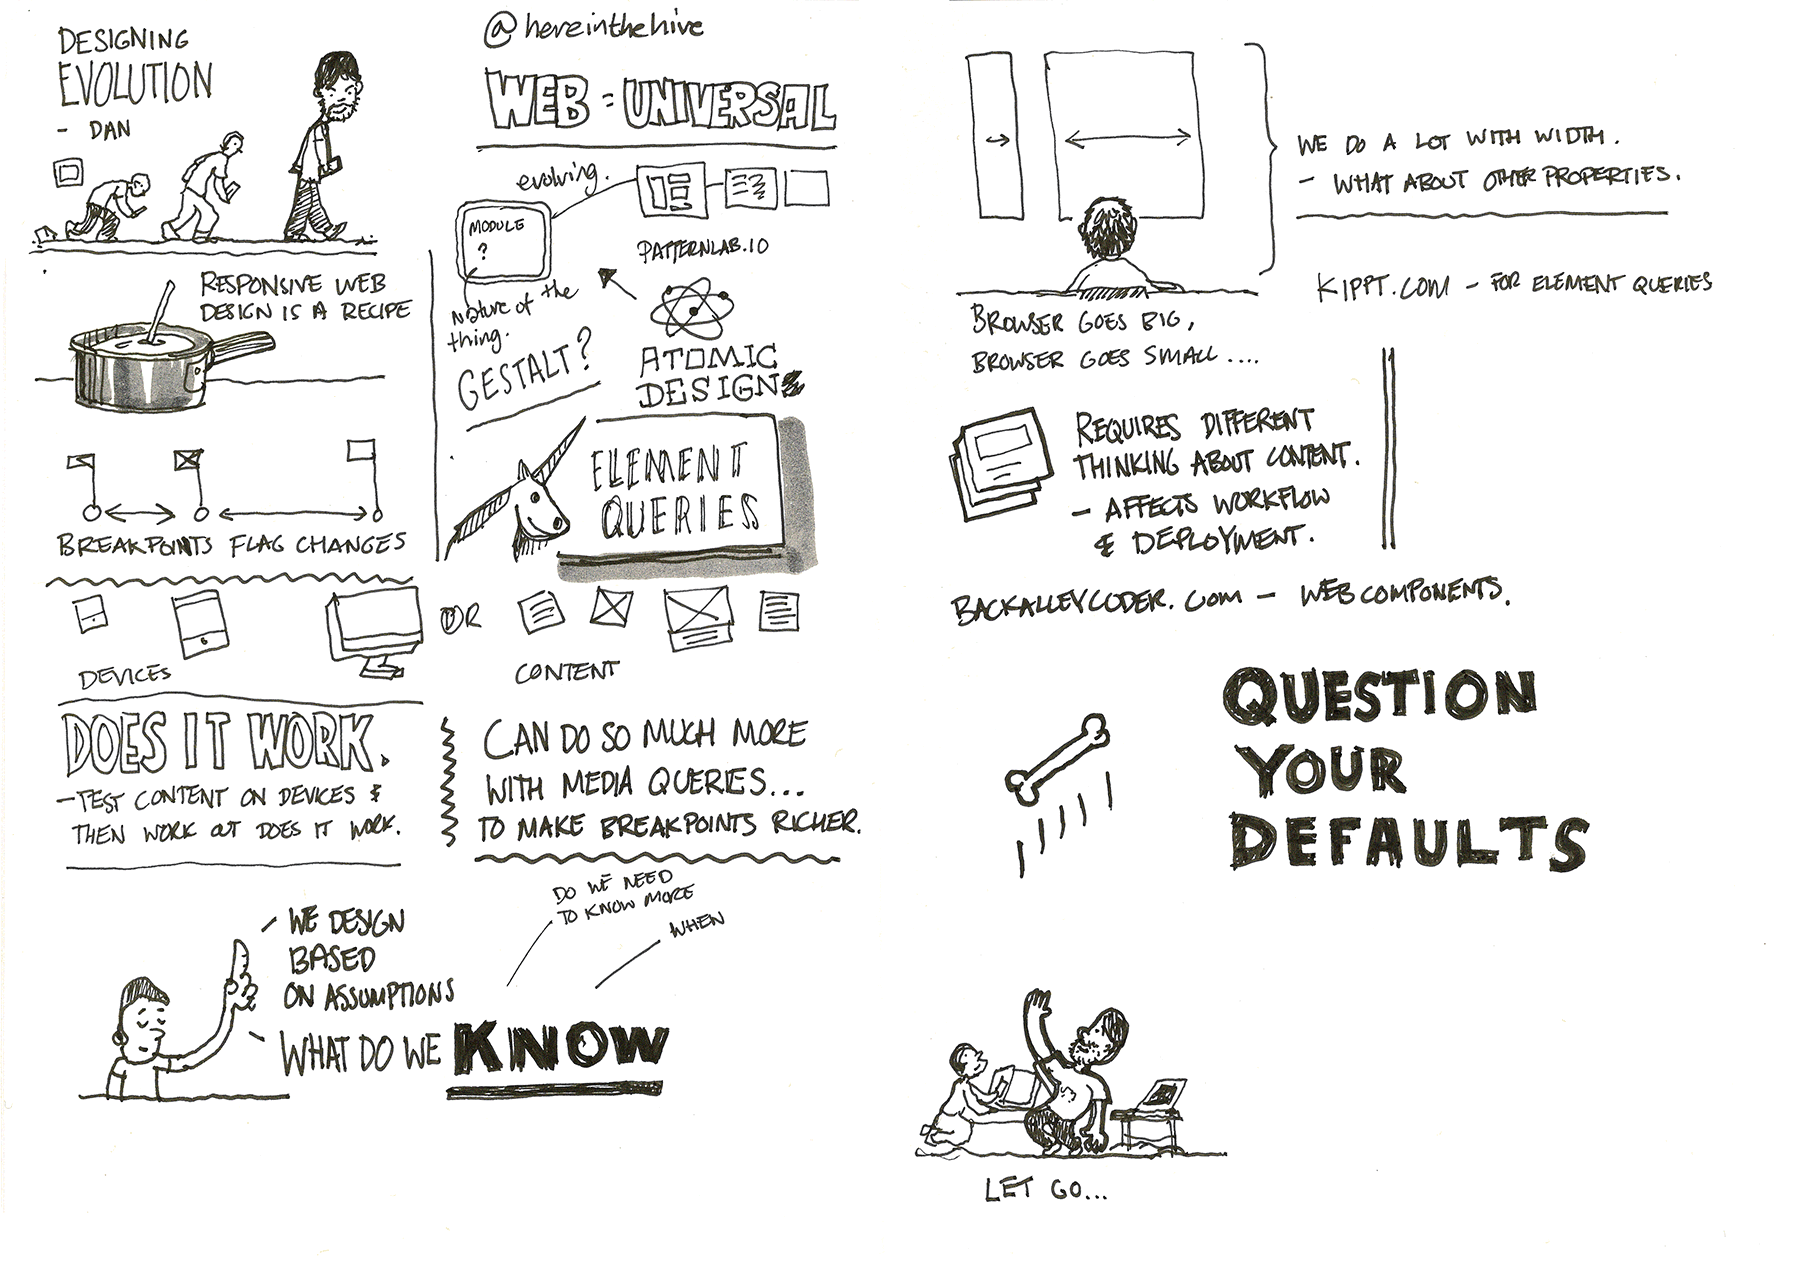 DESIGNING
EVOLUTION
- DAN
RESPONSIVE WEB
DESIGN IS A RECIPE
BREAKPOINTS FLAG CHANGES
DEVICES
OR
CONTENT
DOES IT WORK.
- TEST CONTENT ON DEVICES &
THEN WORK OUT DOES IT WORK.
- WE DESIGN
BASED
ON ASSUMPTIONS
- WHAT DO WE KNOW
@hereinthehive
WEB = UNIVERSAL
evolving.
MODULE
?
PATTERNLAB.IO
nature of the
thing.
GESTALT?
ATOMIC
DESIGN
ELEMENT
QUERIES
CAN DO SO MUCH MORE
WITH MEDIA QUERIES...
TO MAKE BREAKPOINTS RICHER.
DO WE NEED
TO KNOW MORE
WHEN
BROWSER GOES BIG,
BROWSER GOES SMALL....
WE DO A LOT WITH WIDTH.
- WHAT ABOUT OTHER PROPERTIES.
KIPPT.COM - FOR ELEMENT QUERIES
REQUIRES DIFFERENT
THINKING ABOUT CONTENT.
- AFFECTS WORKFLOW
& DEPLOYMENT.
BACKALLEYCODER.COM - WEB COMPONENTS.
QUESTION
YOUR
DEFAULTS
LET GO...